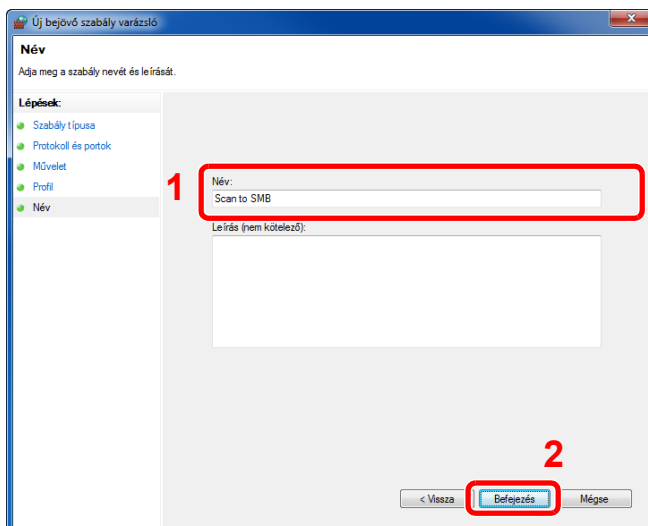 Új bejövő szabály varázsló
Név
Adja meg a szabály nevét és leírását.
Lépések:
Szabály típusa
Protokoll és portok
Művelet
Profil
Név
1
Név:
Scan to SMB
Leírás (nem kötelező):
2
< Vissza
Befejezés
Mégse